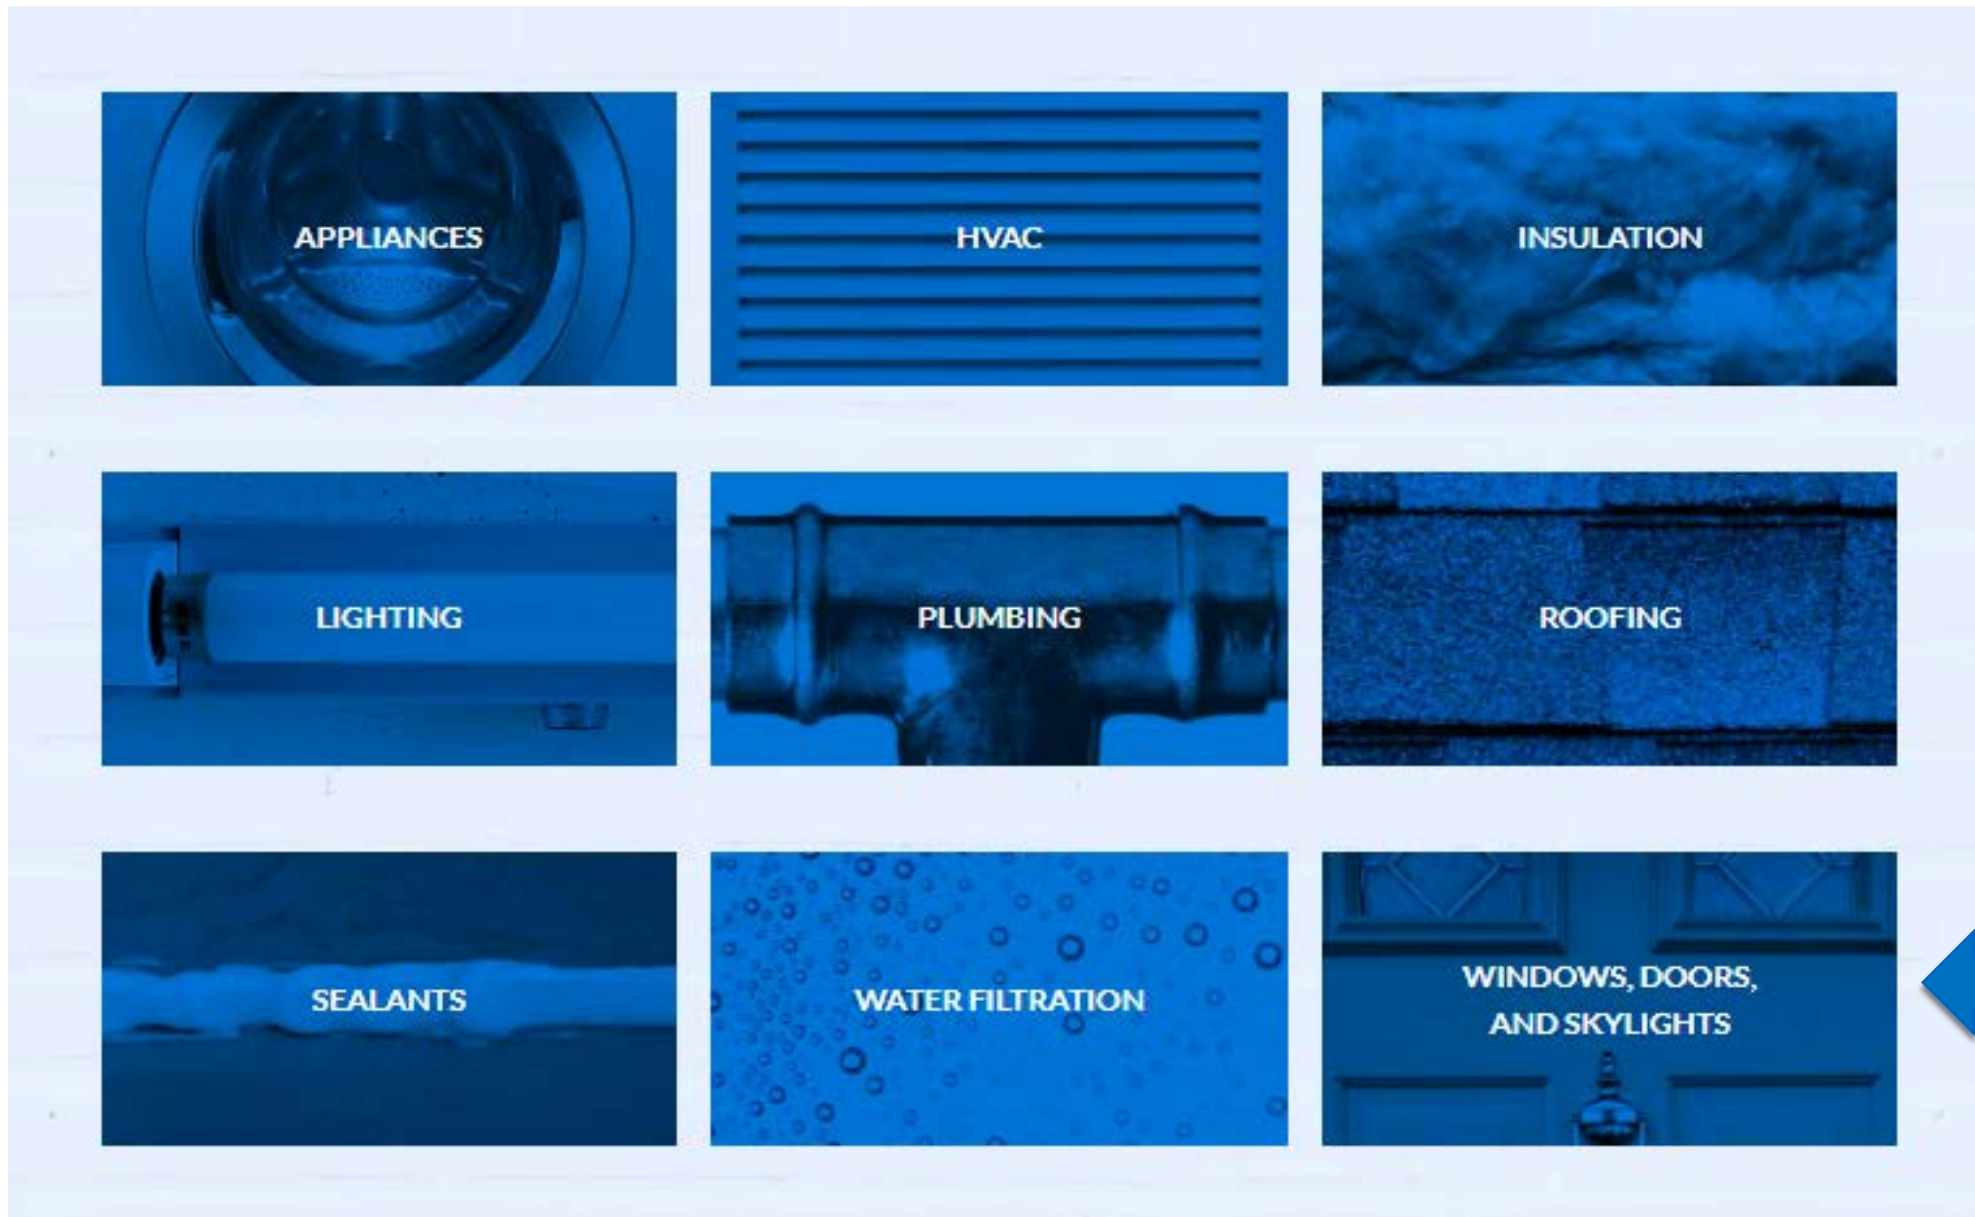 APPLIANCES
HVAC
INSULATION
LIGHTING
PLUMBING
ROOFING
SEALANTS
WATER FILTRATION
WINDOWS, DOORS,
AND SKYLIGHTS